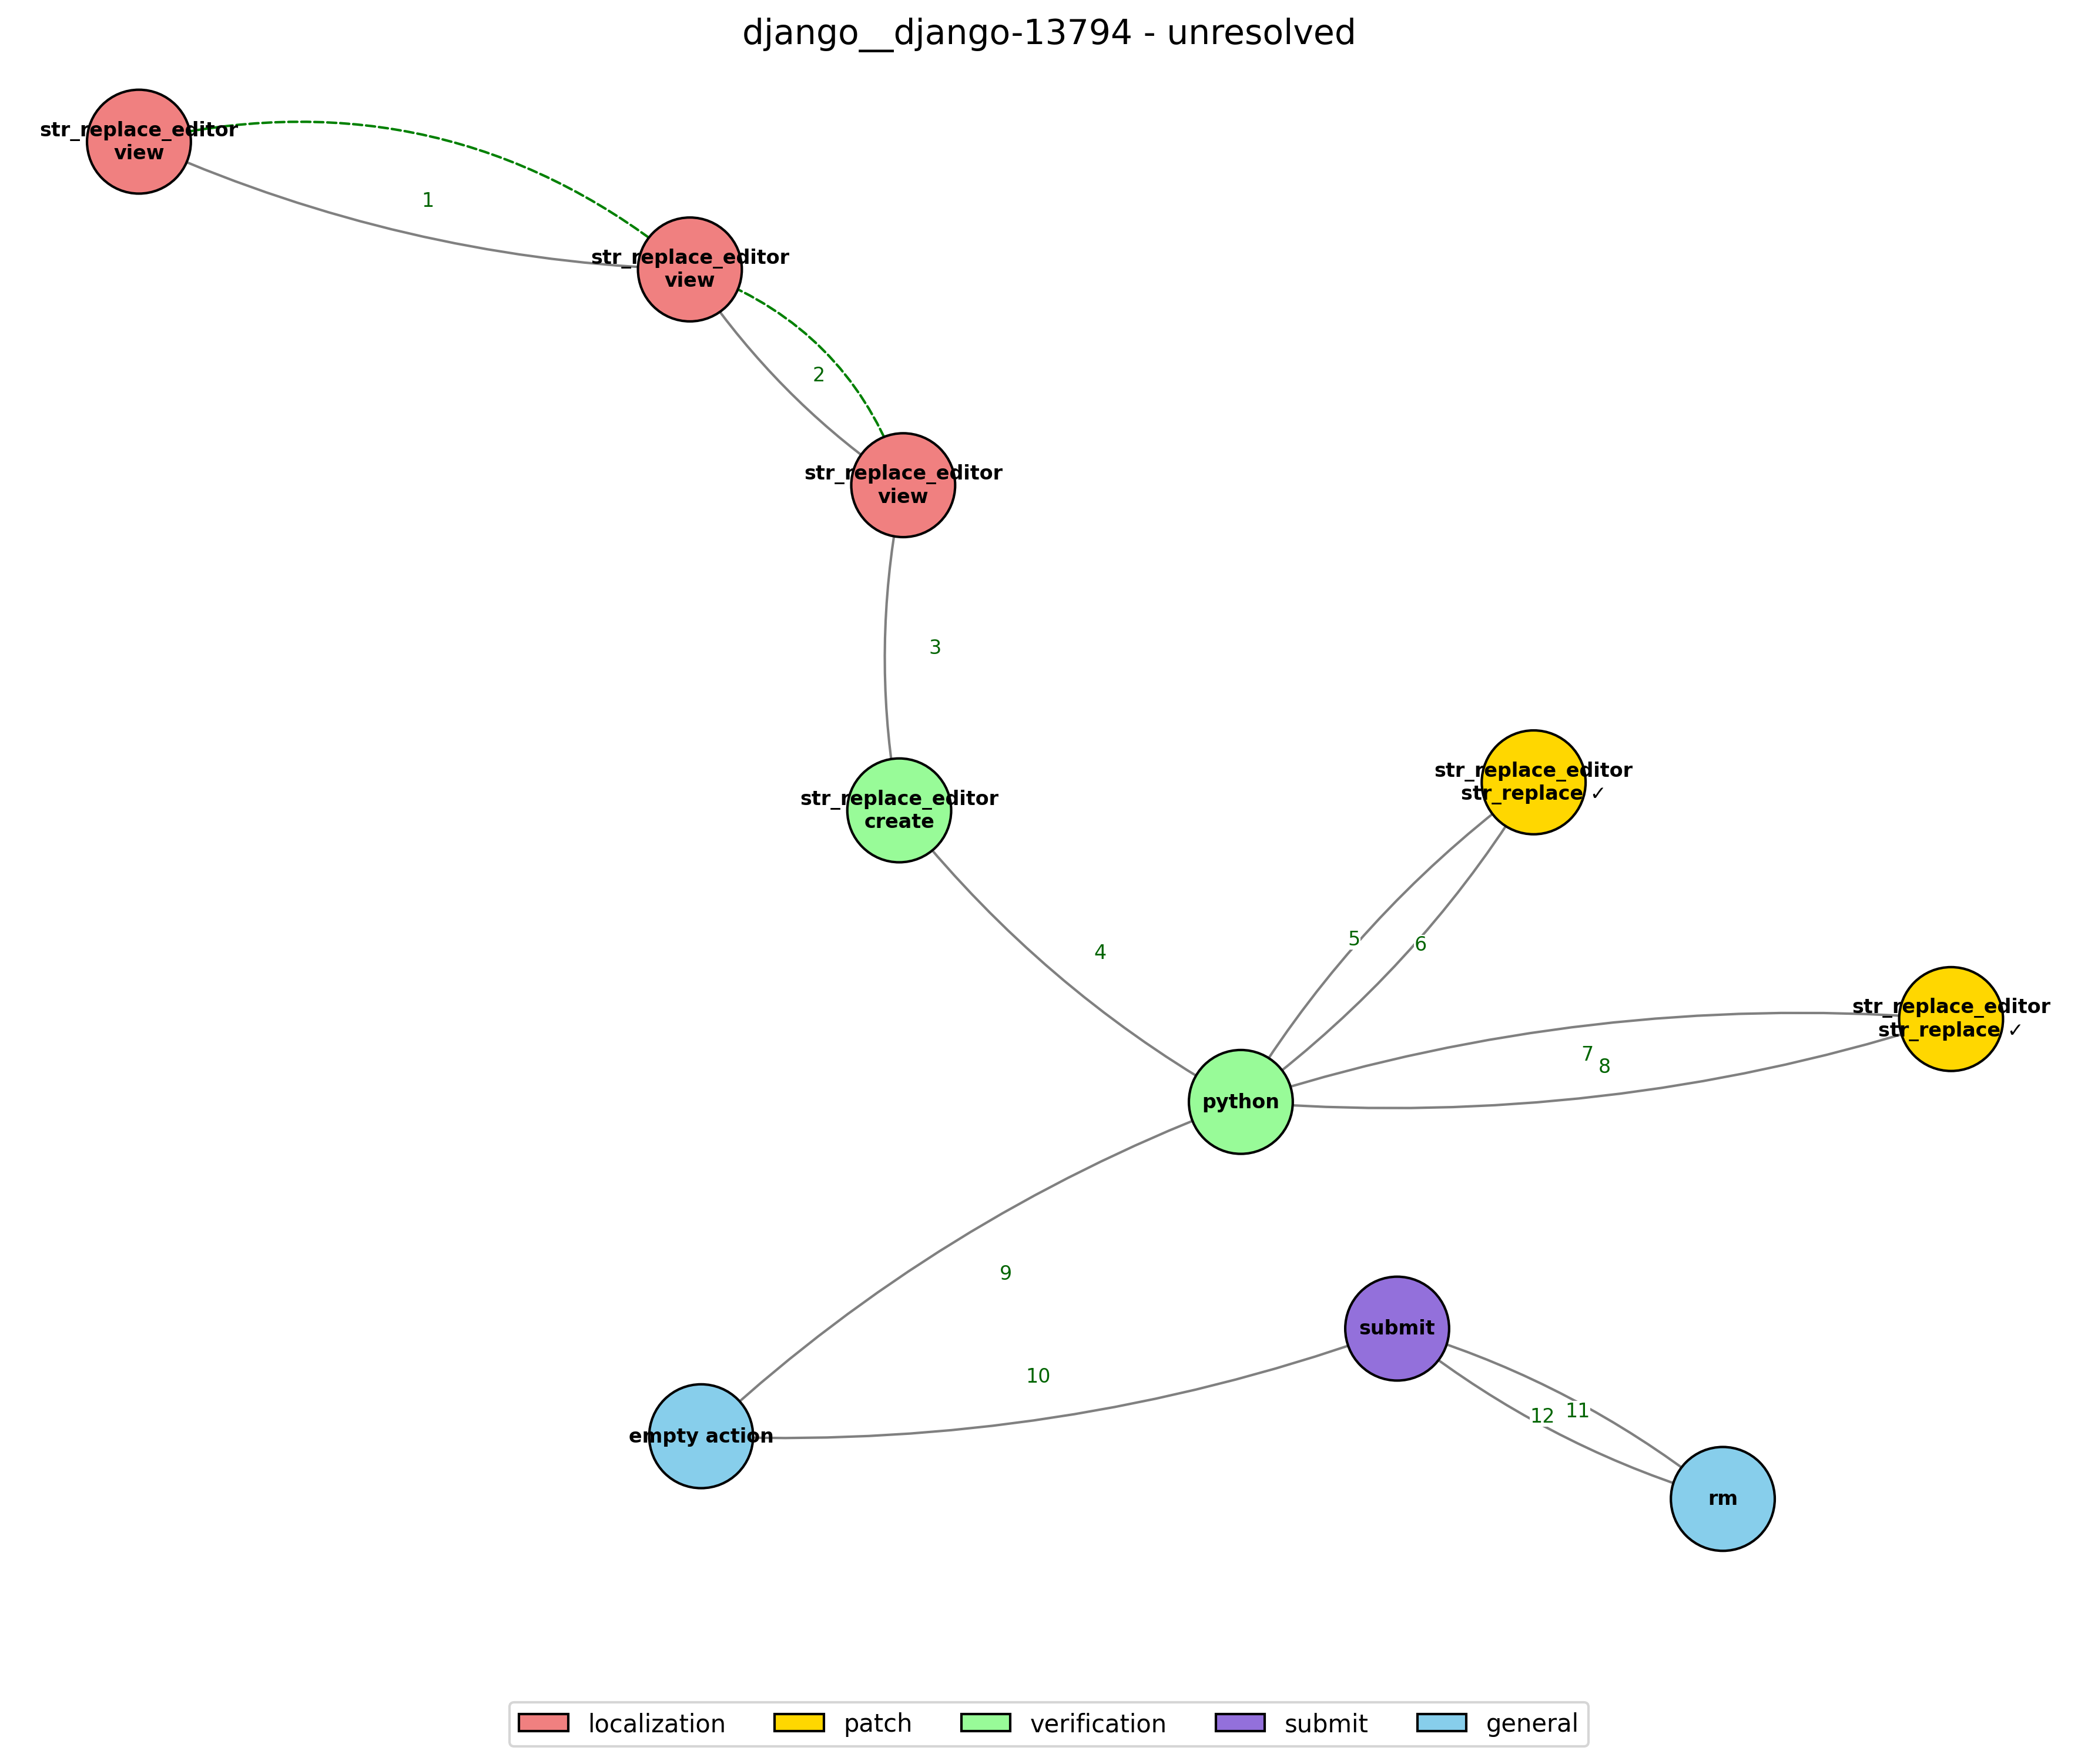 django__django-13794 - unresolved
str_replace_editor
view
1
str_replace_editor
view
2
str_replace_editor
view
3
str_replace_editor
create
str_replace_editor
str_replace ✓
4
5
6
str_replace_editor
str_replace ✓
7
8
python
9
submit
10
11
12
empty action
rm
localization
patch
verification
submit
general